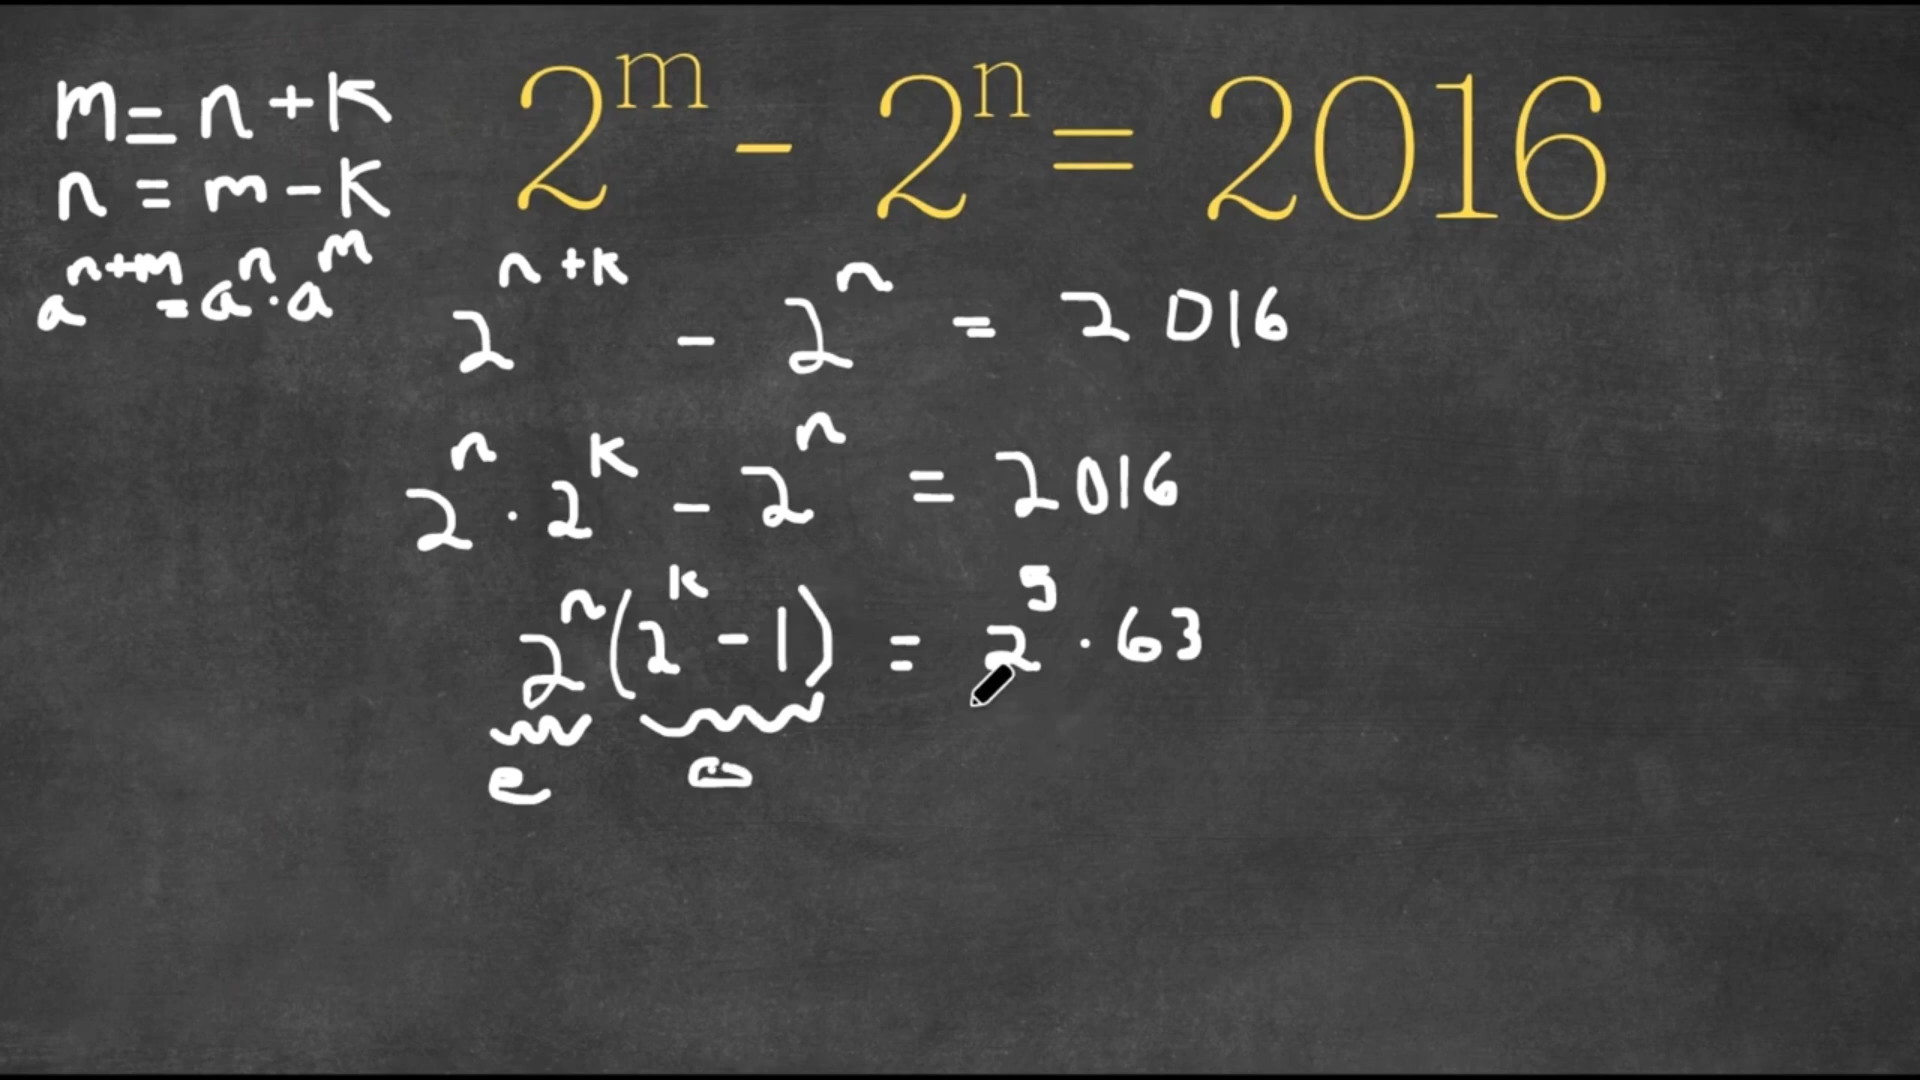 2^m - 2^n = 2016
m = n + k
n = m - k
a^{n+m} = a^n · a^m
2^{n+k} - 2^n = 2016
2^n · 2^k - 2^n = 2016
2^n (2^k - 1) = 2^5 · 63
e o